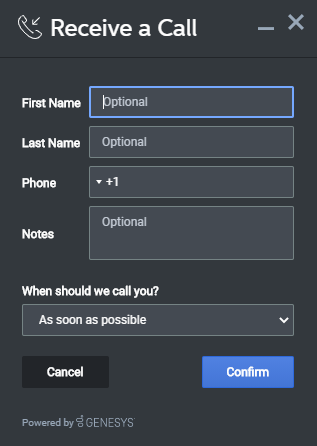 Receive a Call
First Name Optional
Last Name Optional
Phone +1
Notes Optional
When should we call you?
As soon as possible
Cancel Confirm
Powered by GENESYS